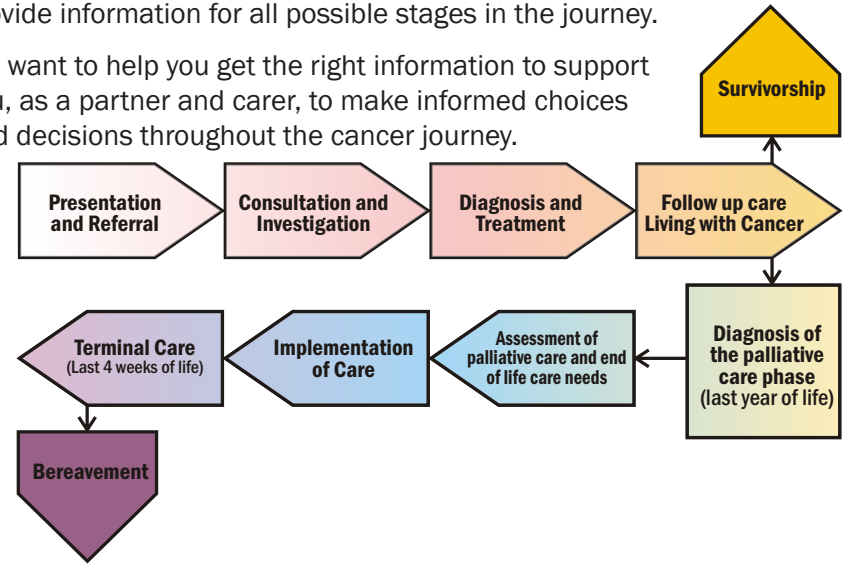 ovide information for all possible stages in the journey.
want to help you get the right information to support
u, as a partner and carer, to make informed choices
d decisions throughout the cancer journey.
Survivorship
Presentation
and Referral
Consultation and
Investigation
Diagnosis and
Treatment
Follow up care
Living with Cancer
Diagnosis of
the palliative
care phase
(last year of life)
Assessment of
palliative care and end
of life care needs
Implementation
of Care
Terminal Care
(Last 4 weeks of life)
Bereavement